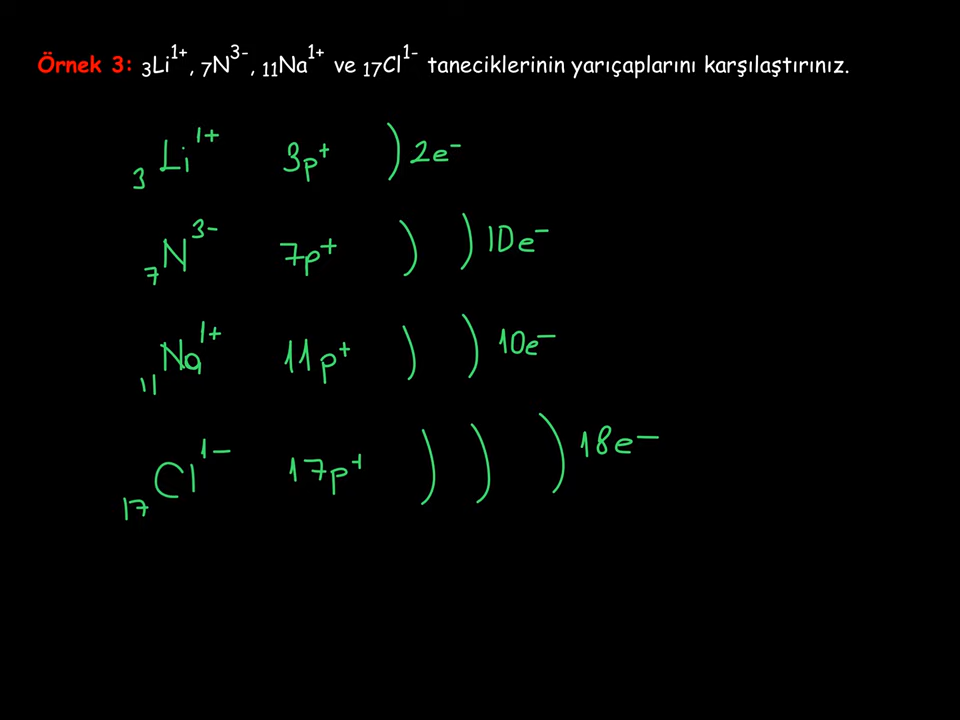 Örnek 3: ₃Li¹⁺, ₇N³⁻, ₁₁Na¹⁺ ve ₁₇Cl¹⁻ taneciklerinin yarıçaplarını karşılaştırınız.
₃Li¹⁺ 3p⁺ ) 2e⁻
₇N³⁻ 7p⁺ ) ) 10e⁻
₁₁Na¹⁺ 11p⁺ ) ) 10e⁻
₁₇Cl¹⁻ 17p⁺ ) ) ) 18e⁻